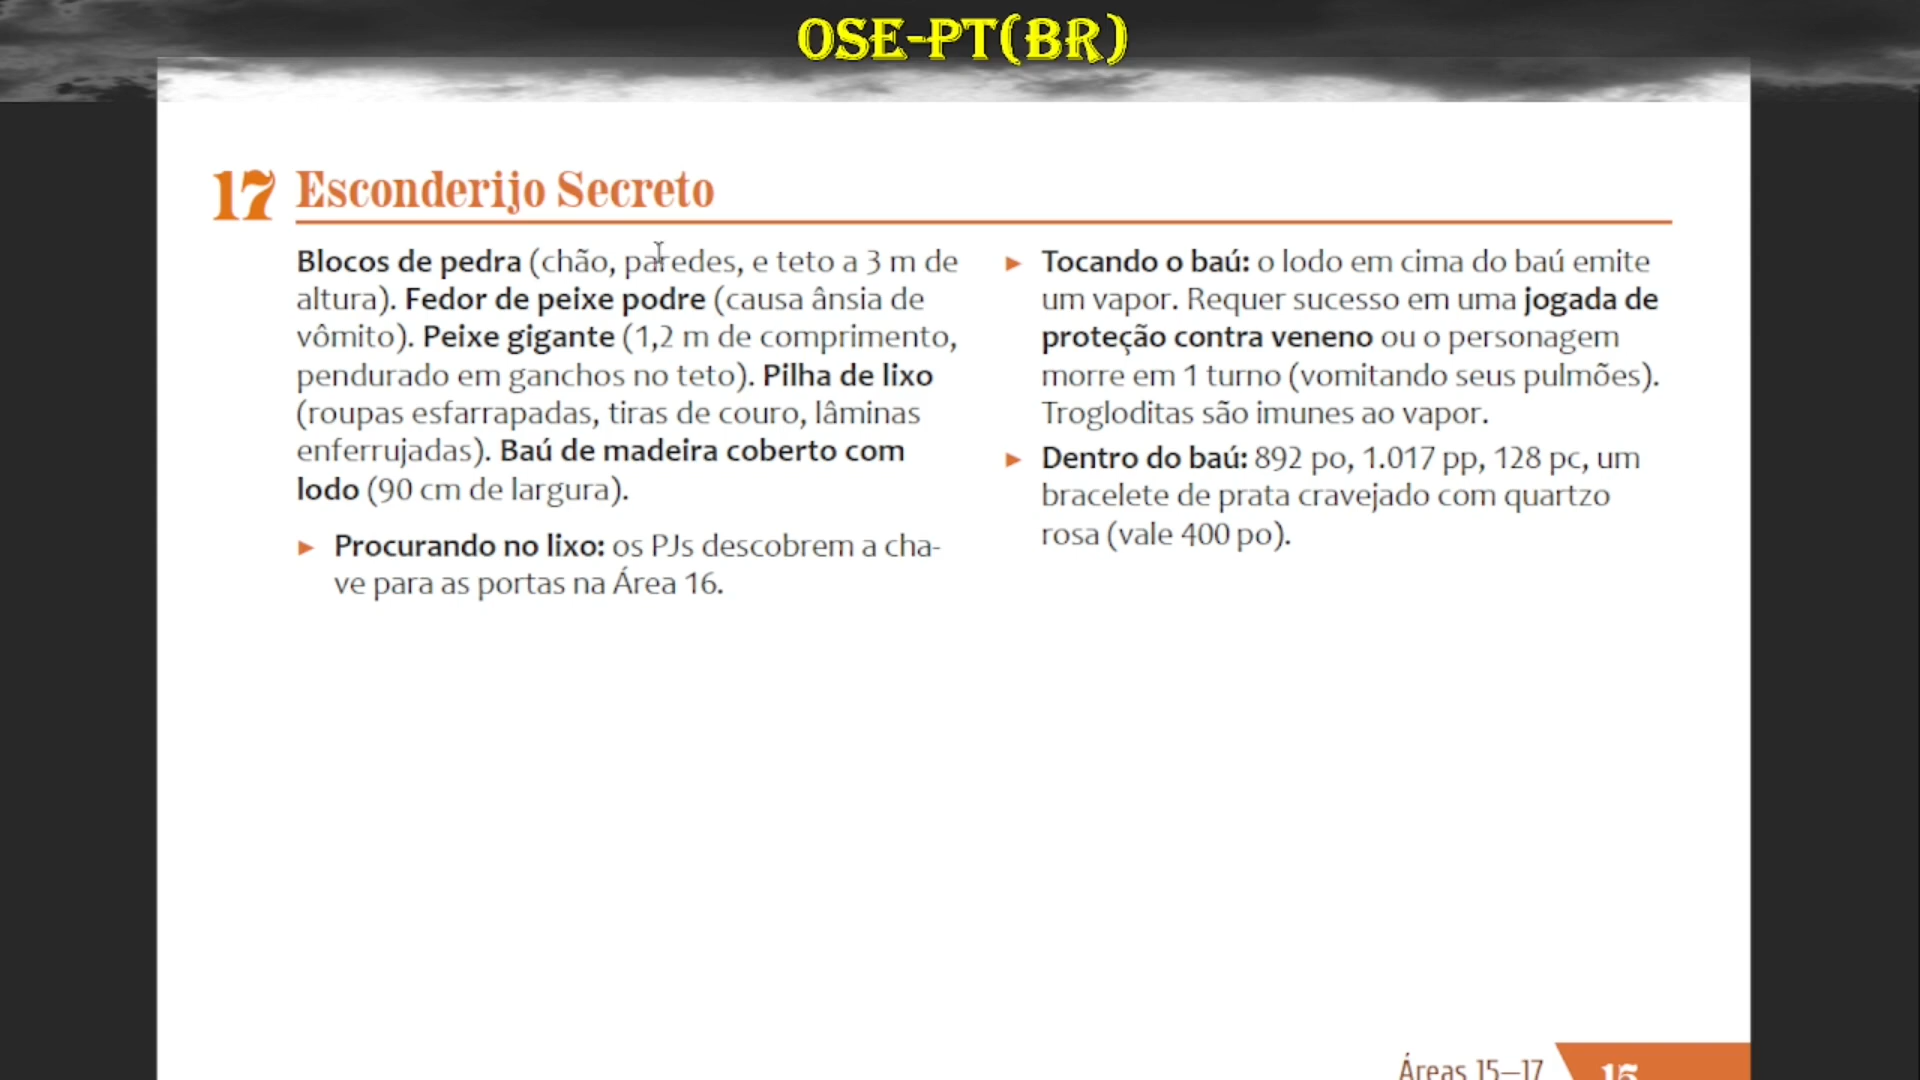 OSE-PT(BR)
17 Esconderijo Secreto
Blocos de pedra (chão, paredes, e teto a 3 m de
altura). Fedor de peixe podre (causa ânsia de
vômito). Peixe gigante (1,2 m de comprimento,
pendurado em ganchos no teto). Pilha de lixo
(roupas esfarrapadas, tiras de couro, lâminas
enferrujadas). Baú de madeira coberto com
lodo (90 cm de largura).
► Procurando no lixo: os PJs descobrem a cha-
ve para as portas na Área 16.
► Tocando o baú: o lodo em cima do baú emite
um vapor. Requer sucesso em uma jogada de
proteção contra veneno ou o personagem
morre em 1 turno (vomitando seus pulmões).
Trogloditas são imunes ao vapor.
► Dentro do baú: 892 po, 1.017 pp, 128 pc, um
bracelete de prata cravejado com quartzo
rosa (vale 400 po).
Áreas 15—17 15